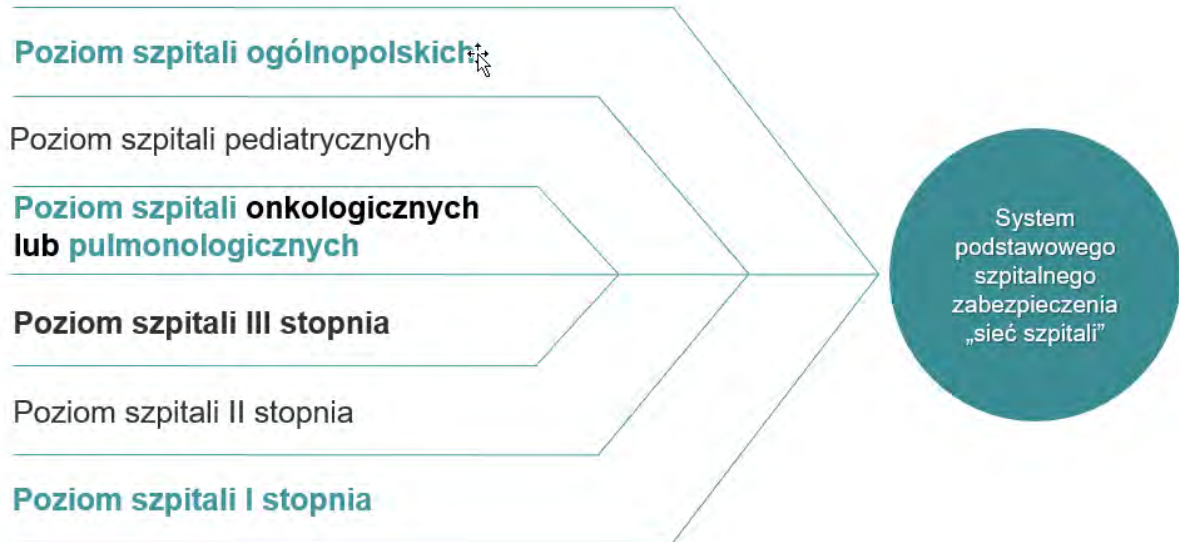 Poziom szpitali ogólnopolskich
Poziom szpitali pediatrycznych
Poziom szpitali onkologicznych
lub pulmonologicznych
Poziom szpitali III stopnia
Poziom szpitali II stopnia
Poziom szpitali I stopnia
System
podstawowego
szpitalnego
zabezpieczenia
„sieć szpitali”